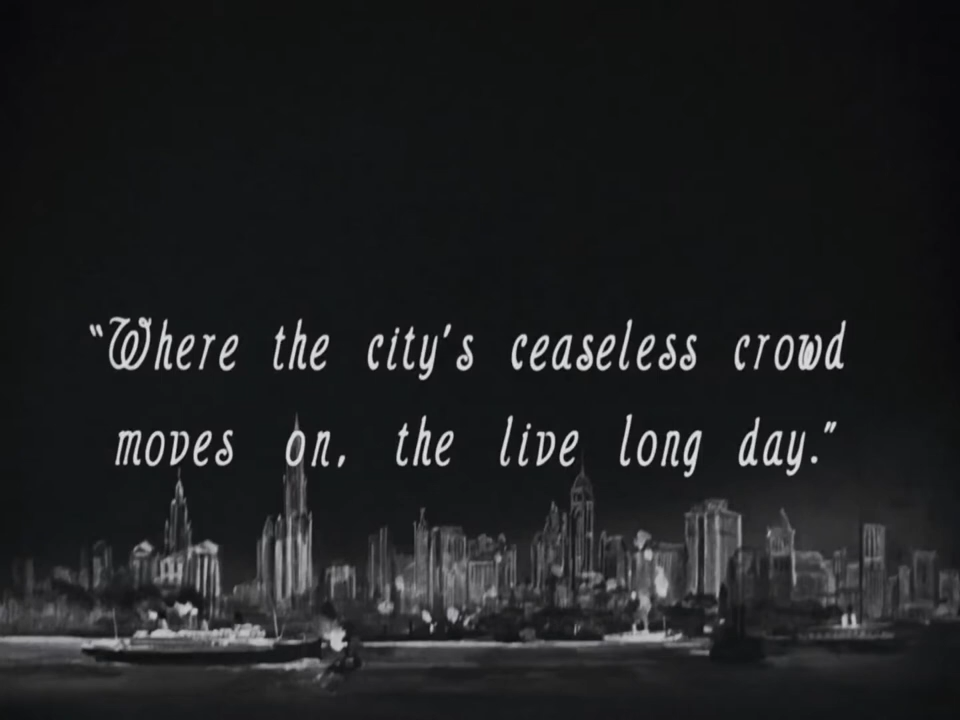 “Where the city's ceaseless crowd
moves on, the live long day.”